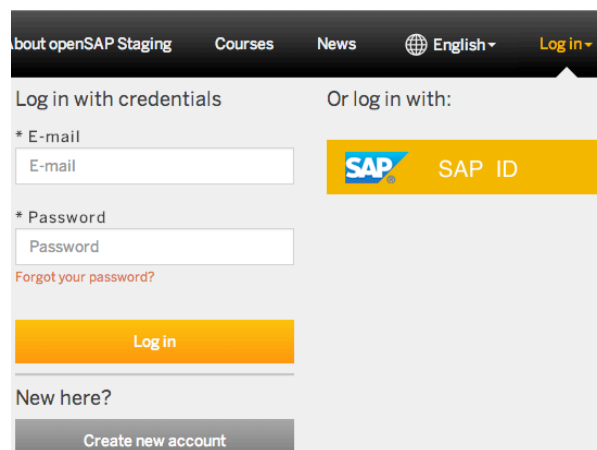 About openSAP Staging Courses News English Log in
Log in with credentials
* E-mail
E-mail
* Password
Password
Forgot your password?
Log in
New here?
Create new account
Or log in with:
SAP ® SAP ID